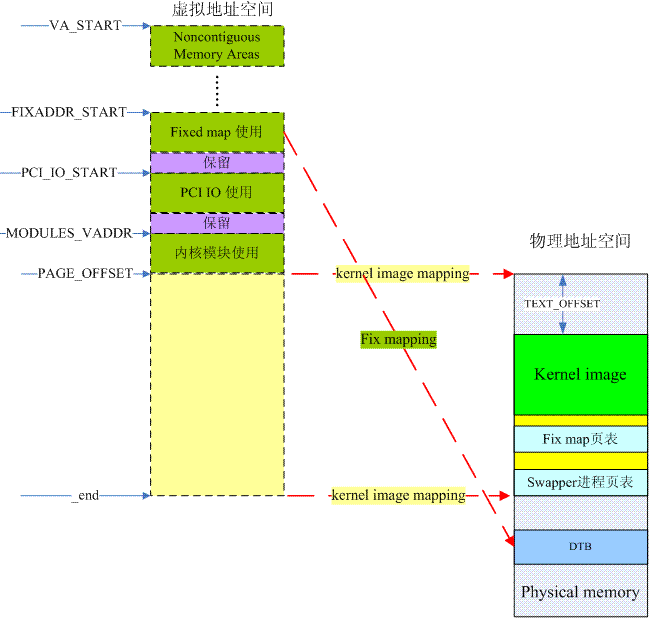 虚拟地址空间
VA_START
Noncontiguous
Memory Areas
FIXADDR_START
Fixed map 使用
保留
PCI_IO_START
PCI IO 使用
保留
MODULES_VADDR
内核模块使用
物理地址空间
PAGE_OFFSET
kernel image mapping
TEXT_OFFSET
Fix mapping
Kernel image
Fix map页表
Swapper进程页表
_end
kernel image mapping
DTB
Physical memory